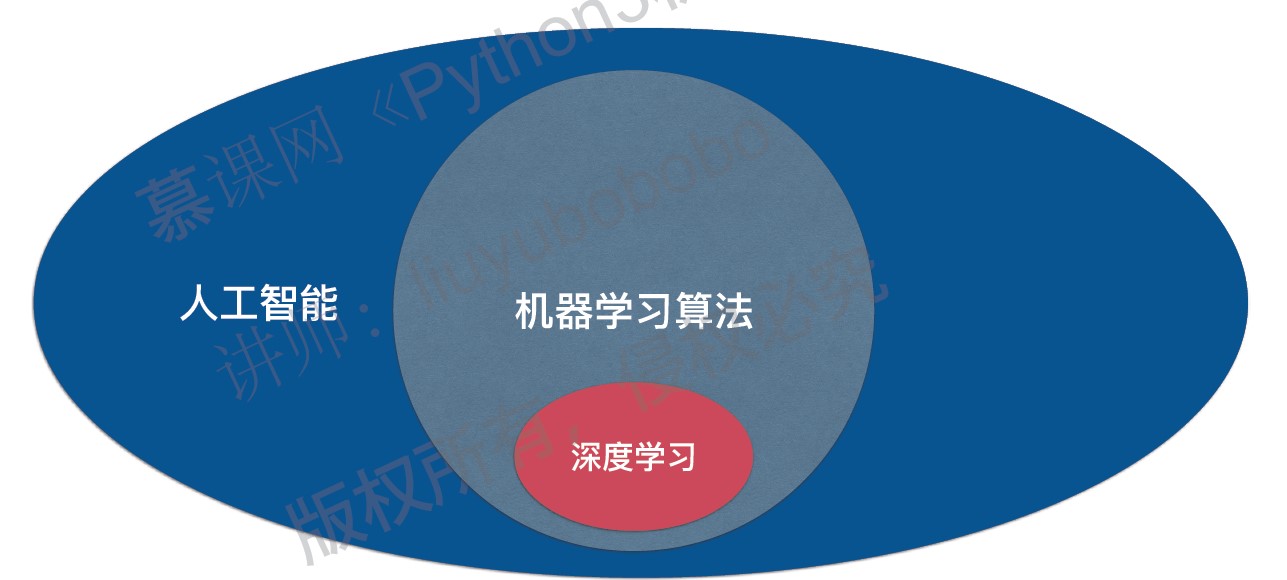 慕课网《Python3
人工智能
机器学习算法
讲师：liuyubobobo
版权所有，侵权必究
深度学习